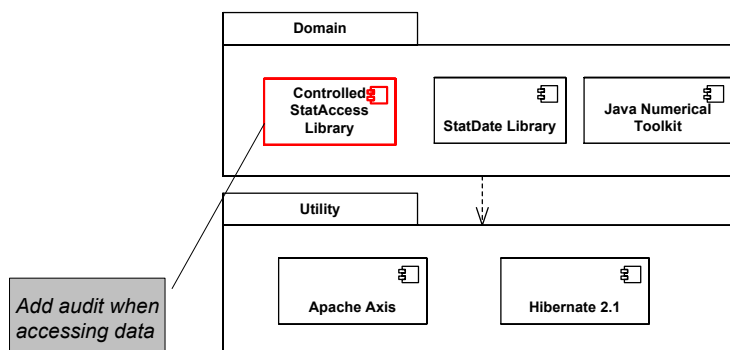 Domain
Controlled
StatAccess
Library
StatDate Library
Java Numerical
Toolkit
Utility
Apache Axis
Hibernate 2.1
Add audit when
accessing data